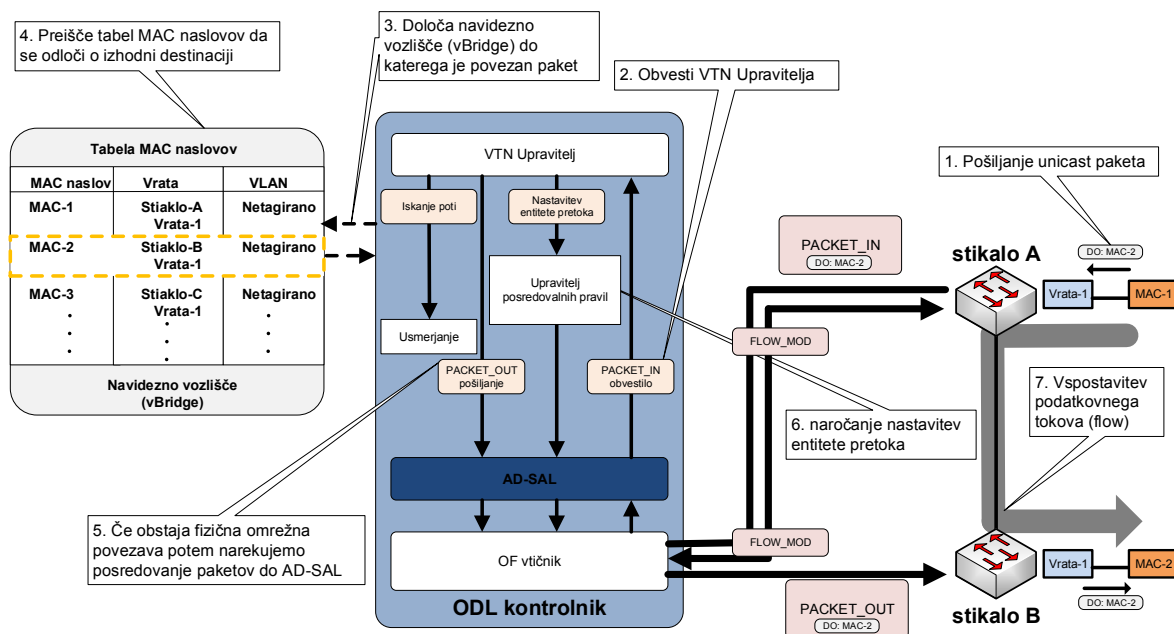 4. Preišče tabel MAC naslovov da
se odloči o izhodni destinaciji
3. Določa navidezno
vozlišče (vBridge) do
katerega je povezan paket
2. Obvesti VTN Upravitelja
1. Pošiljanje unicast paketa
Tabela MAC naslovov
MAC naslov Vrata VLAN
MAC-1 Stiaklo-A Netagirano
Vrata-1
MAC-2 Stiaklo-B Netagirano
Vrata-1
MAC-3 Stiaklo-C Netagirano
Vrata-1
Navidezno vozlišče
(vBridge)
VTN Upravitelj
Iskanje poti
Nastavitev
entitete pretoka
Upravitelj
posredovalnih pravil
Usmerjanje
PACKET_OUT
pošiljanje
PACKET_IN
obvestilo
AD-SAL
OF vtičnik
ODL kontrolnik
5. Če obstaja fizična omrežna
povezava potem narekujemo
posredovanje paketov do AD-SAL
PACKET_IN
DO: MAC-2
FLOW_MOD
FLOW_MOD
PACKET_OUT
DO: MAC-2
6. naročanje nastavitev
entitete pretoka
stikalo A
DO: MAC-2
Vrata-1
MAC-1
7. Vspostavitev
podatkovnega
tokova (flow)
Vrata-1
MAC-2
DO: MAC-2
stikalo B